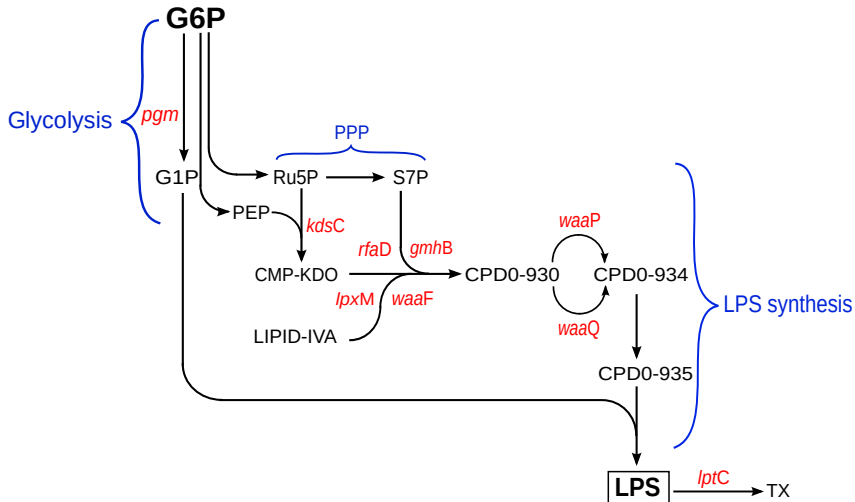 G6P
pgm
Glycolysis
PPP
G1P
Ru5P
S7P
PEP
kdsC
waaP
rfaD
gmhB
CMP-KDO
CPD0-930
CPD0-934
lpxM
waaF
LPS synthesis
waaQ
LIPID-IVA
CPD0-935
LPS
lptC
TX